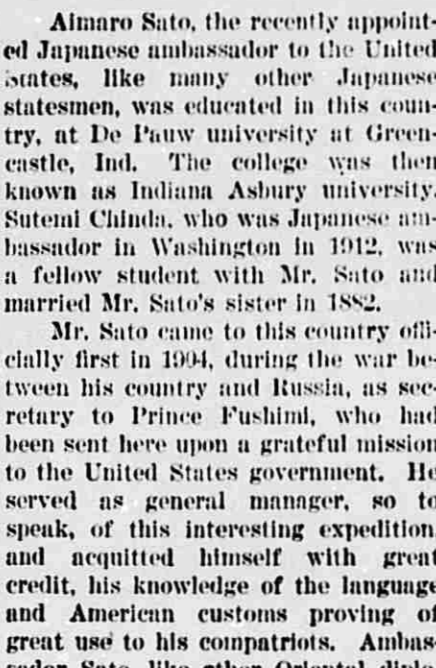 Aimaro Sato, the recently appoint-
ed Japanese ambassador to the United
States, like many other Japanese
statesmen, was educated in this coun-
try, at De Pauw university at Green-
castle, Ind. The college was then
known as Indiana Asbury university.
Sutemi Chinda, who was Japanese am-
bassador in Washington in 1912, was
a fellow student with Mr. Sato and
married Mr. Sato's sister in 1882.
Mr. Sato came to this country offi-
cially first in 1904, during the war be-
tween his country and Russia, as sec-
retary to Prince Fushimi, who had
been sent here upon a grateful mission
to the United States government. He
served as general manager, so to
speak, of this interesting expedition
and acquitted himself with great
credit, his knowledge of the language
and American customs proving of
great use to his compatriots. Ambas-
sador Sato, like other Oriental diplo-